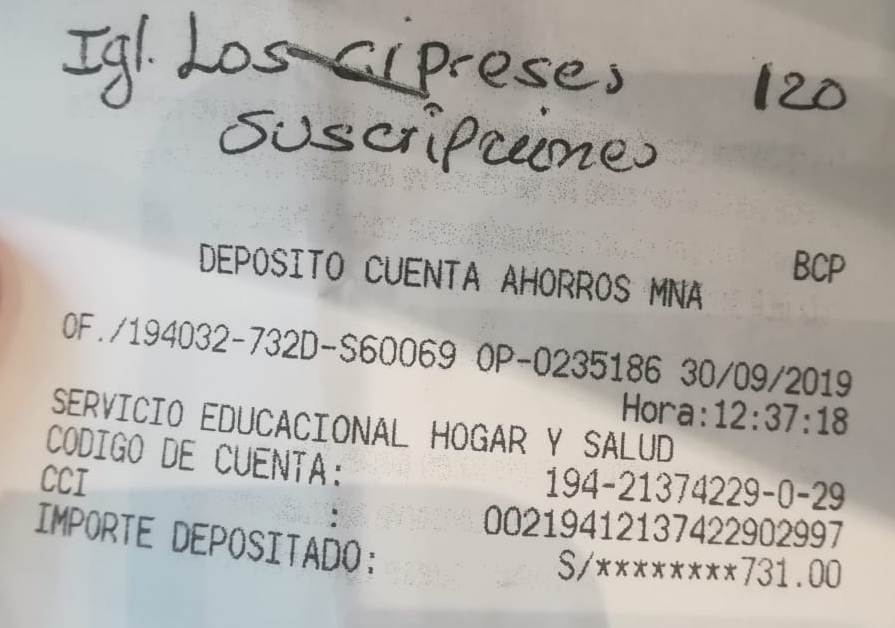 Igl. Los Cipreses 120
Suscripciones
BCP
DEPOSITO CUENTA AHORROS MNA
OF./194032-732D-S60069 OP-0235186 30/09/2019
Hora:12:37:18
SERVICIO EDUCACIONAL HOGAR Y SALUD
CODIGO DE CUENTA: 194-21374229-0-29
CCI : 00219412137422902997
IMPORTE DEPOSITADO: S/********731.00